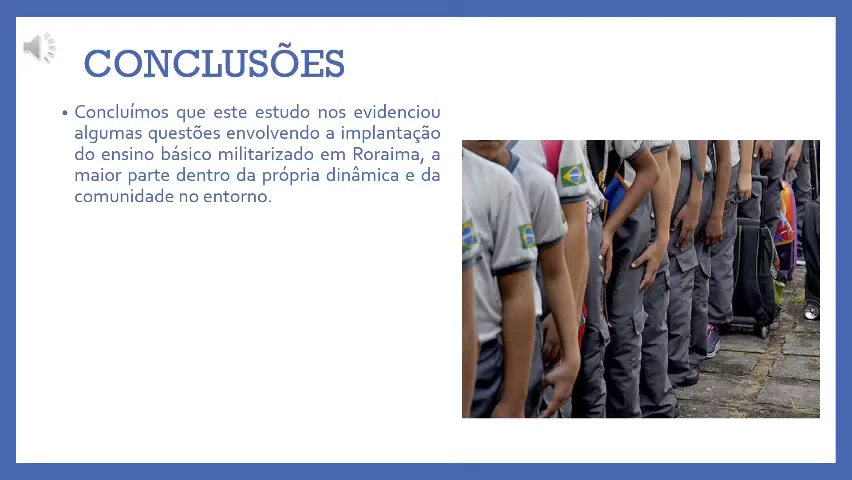 CONCLUSÕES
• Concluímos que este estudo nos evidenciou
algumas questões envolvendo a implantação
do ensino básico militarizado em Roraima, a
maior parte dentro da própria dinâmica e da
comunidade no entorno.